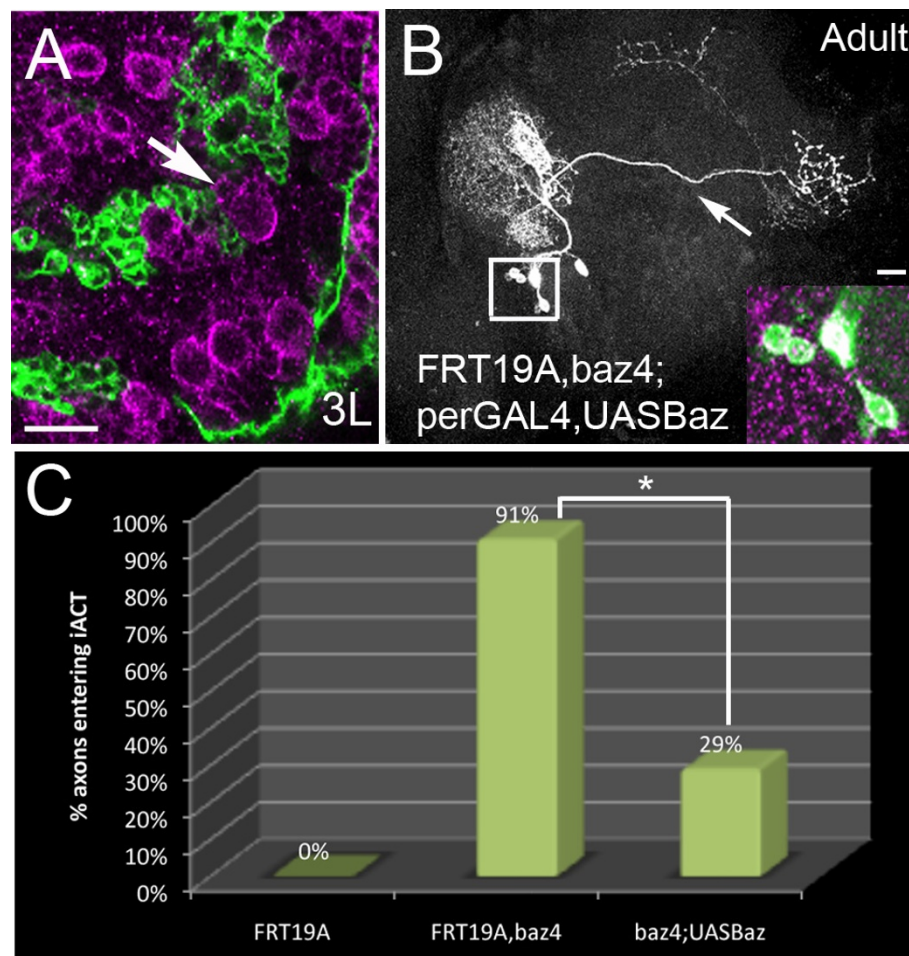 A
3L
B
Adult
FRT19A,baz4;
perGAL4,UASBaz
C
% axons entering iACT
100%
90%
80%
70%
60%
50%
40%
30%
20%
10%
0%
0%
91%
*
29%
FRT19A
FRT19A,baz4
baz4;UASBaz